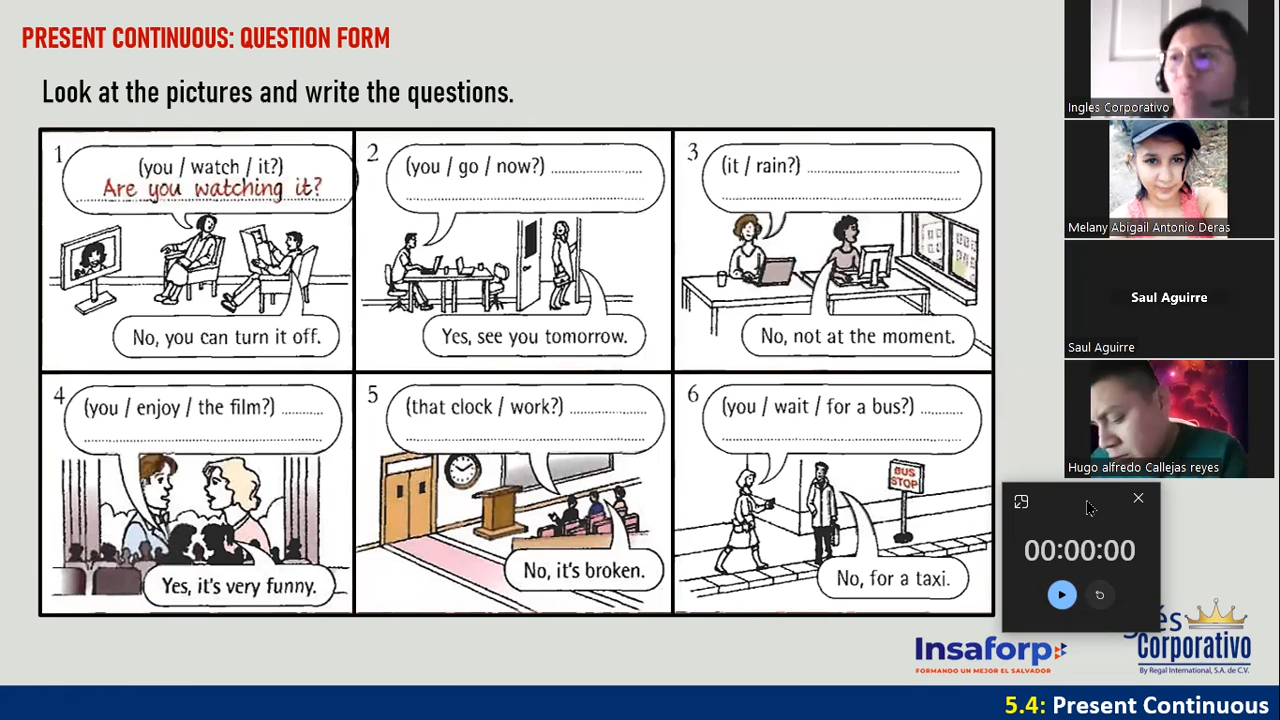 PRESENT CONTINUOUS: QUESTION FORM
Look at the pictures and write the questions.
1
(you / watch / it?)
Are you watching it?
No, you can turn it off.
2
(you / go / now?)
Yes, see you tomorrow.
3
(it / rain?)
No, not at the moment.
4
(you / enjoy / the film?)
Yes, it's very funny.
5
(that clock / work?)
No, it's broken.
6
(you / wait / for a bus?)
BUS
STOP
No, for a taxi.
Ingles Corporativo
Melany Abigail Antonio Deras
Saul Aguirre
Saul Aguirre
Hugo alfredo Callejas reyes
00:00:00
Insaforp
FORMANDO UN MEJOR EL SALVADOR
és
Corporativo
By Regal International, S.A. de C.V.
5.4: Present Continuous